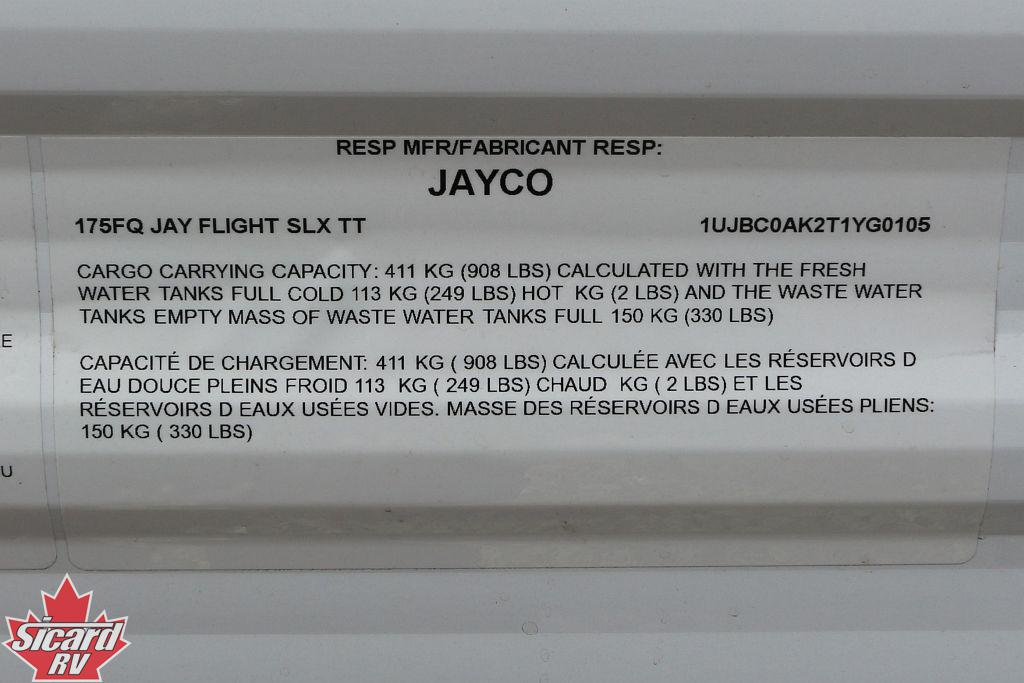 RESP MFR/FABRICANT RESP:
JAYCO
175FQ JAY FLIGHT SLX TT 1UJBC0AK2T1YG0105
CARGO CARRYING CAPACITY: 411 KG (908 LBS) CALCULATED WITH THE FRESH
WATER TANKS FULL COLD 113 KG (249 LBS) HOT KG (2 LBS) AND THE WASTE WATER
TANKS EMPTY MASS OF WASTE WATER TANKS FULL 150 KG (330 LBS)
CAPACITÉ DE CHARGEMENT: 411 KG ( 908 LBS) CALCULÉE AVEC LES RÉSERVOIRS D
EAU DOUCE PLEINS FROID 113 KG ( 249 LBS) CHAUD KG ( 2 LBS) ET LES
RÉSERVOIRS D EAUX USÉES VIDES. MASSE DES RÉSERVOIRS D EAUX USÉES PLIENS:
150 KG ( 330 LBS)
E
U
Sicard
RV